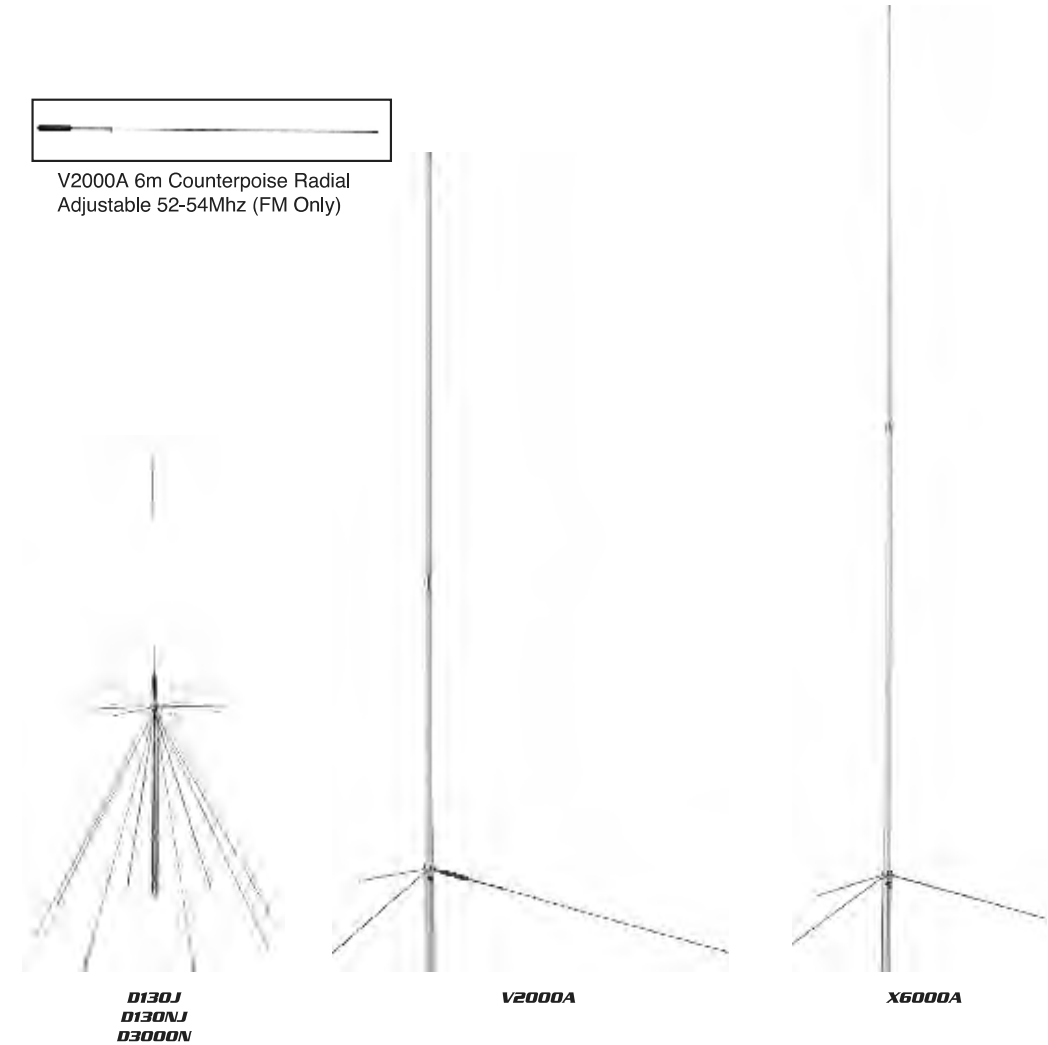 V2000A 6m Counterpoise Radial
Adjustable 52-54Mhz (FM Only)
D130J
D130NJ
D3000N
V2000A
X6000A